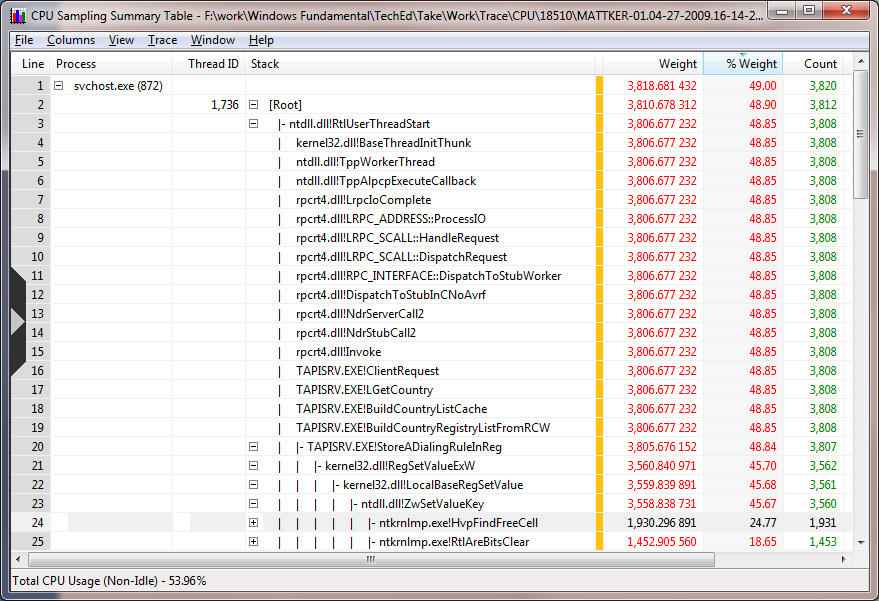 CPU Sampling Summary Table - F:\work\Windows Fundamental\TechEd\Take\Work\Trace\CPU\18510\MATTKER-01.04-27-2009.16-14-2...
File Columns View Trace Window Help
Line Process Thread ID Stack Weight % Weight Count
1 svchost.exe (872) 3,818.681 432 49.00 3,820
2 1,736 [Root] 3,810.678 312 48.90 3,812
3 |- ntdll.dll!RtlUserThreadStart 3,806.677 232 48.85 3,808
4 | kernel32.dll!BaseThreadInitThunk 3,806.677 232 48.85 3,808
5 | ntdll.dll!TppWorkerThread 3,806.677 232 48.85 3,808
6 | ntdll.dll!TppAlpcpExecuteCallback 3,806.677 232 48.85 3,808
7 | rpcrt4.dll!LrpcIoComplete 3,806.677 232 48.85 3,808
8 | rpcrt4.dll!LRPC_ADDRESS::ProcessIO 3,806.677 232 48.85 3,808
9 | rpcrt4.dll!LRPC_SCALL::HandleRequest 3,806.677 232 48.85 3,808
10 | rpcrt4.dll!LRPC_SCALL::DispatchRequest 3,806.677 232 48.85 3,808
11 | rpcrt4.dll!RPC_INTERFACE::DispatchToStubWorker 3,806.677 232 48.85 3,808
12 | rpcrt4.dll!DispatchToStubInCNoAvrf 3,806.677 232 48.85 3,808
13 | rpcrt4.dll!NdrServerCall2 3,806.677 232 48.85 3,808
14 | rpcrt4.dll!NdrStubCall2 3,806.677 232 48.85 3,808
15 | rpcrt4.dll!Invoke 3,806.677 232 48.85 3,808
16 | TAPISRV.EXE!ClientRequest 3,806.677 232 48.85 3,808
17 | TAPISRV.EXE!LGetCountry 3,806.677 232 48.85 3,808
18 | TAPISRV.EXE!BuildCountryListCache 3,806.677 232 48.85 3,808
19 | TAPISRV.EXE!BuildCountryRegistryListFromRCW 3,806.677 232 48.85 3,808
20 | |- TAPISRV.EXE!StoreADialingRuleInReg 3,805.676 152 48.84 3,807
21 | | |- kernel32.dll!RegSetValueExW 3,560.840 971 45.70 3,562
22 | | | |- kernel32.dll!LocalBaseRegSetValue 3,559.839 891 45.68 3,561
23 | | | | |- ntdll.dll!ZwSetValueKey 3,558.838 731 45.67 3,560
24 | | | | | |- ntkrnlmp.exe!HvpFindFreeCell 1,930.296 891 24.77 1,931
25 | | | | | |- ntkrnlmp.exe!RtlAreBitsClear 1,452.905 560 18.65 1,453
Total CPU Usage (Non-Idle) - 53.96%